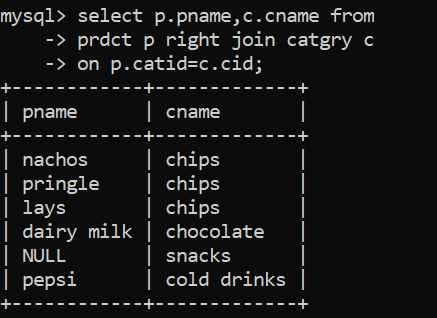 mysql> select p.pname,c.cname from
    -> prdct p right join catgry c
    -> on p.catid=c.cid;
+------------+-------------+
| pname      | cname       |
+------------+-------------+
| nachos     | chips       |
| pringle    | chips       |
| lays       | chips       |
| dairy milk | chocolate   |
| NULL       | snacks      |
| pepsi      | cold drinks |
+------------+-------------+